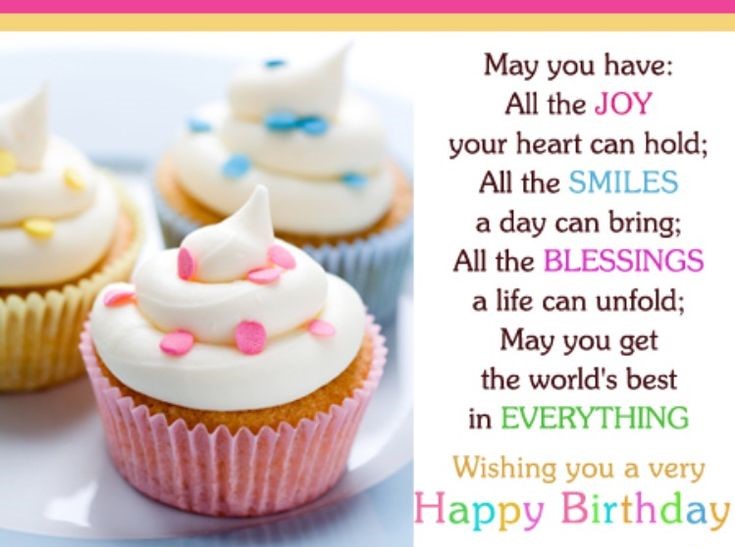 May you have:
All the JOY
your heart can hold;
All the SMILES
a day can bring;
All the BLESSINGS
a life can unfold;
May you get
the world's best
in EVERYTHING
Wishing you a very
Happy Birthday